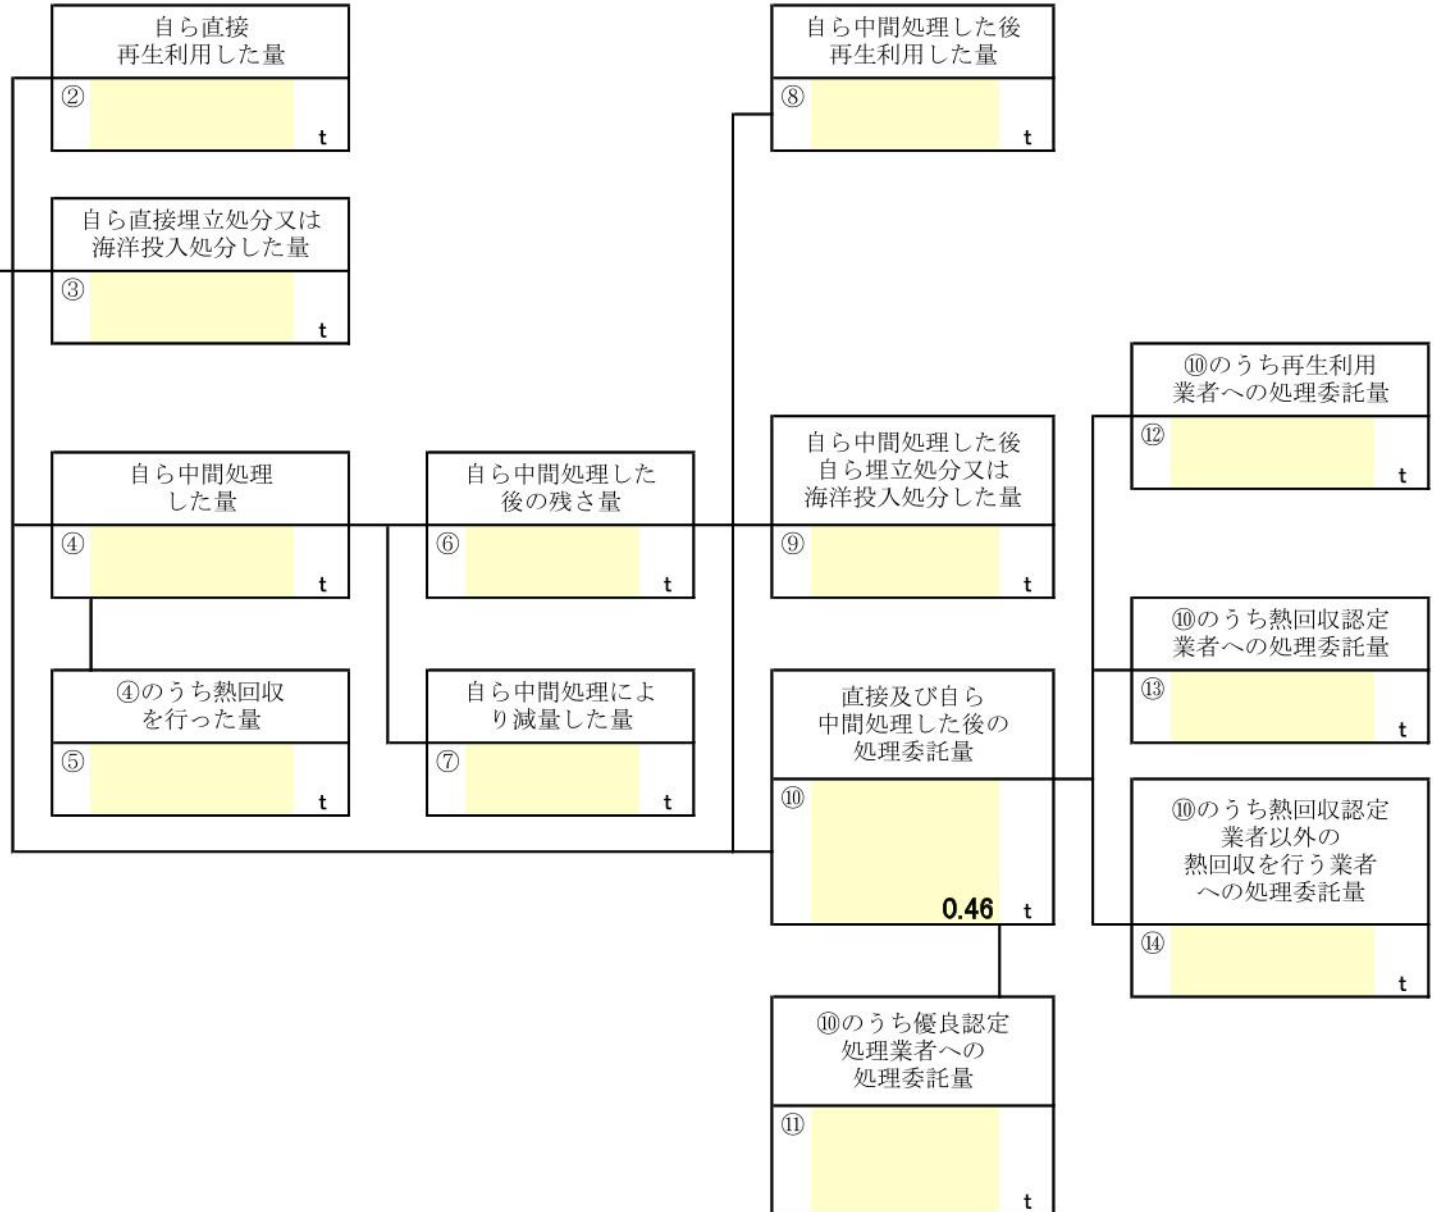 自ら直接
再生利用した量
②
t
自ら直接埋立処分又は
海洋投入処分した量
③
t
自ら中間処理
した量
④
t
④のうち熱回収
を行った量
⑤
t
自ら中間処理した
後の残さ量
⑥
t
自ら中間処理によ
り減量した量
⑦
t
自ら中間処理した後
再生利用した量
⑧
t
自ら中間処理した後
自ら埋立処分又は
海洋投入処分した量
⑨
t
直接及び自ら
中間処理した後の
処理委託量
⑩
0.46 t
⑩のうち優良認定
処理業者への
処理委託量
⑪
t
⑩のうち再生利用
業者への処理委託量
⑫
t
⑩のうち熱回収認定
業者への処理委託量
⑬
t
⑩のうち熱回収認定
業者以外の
熱回収を行う業者
への処理委託量
⑭
t